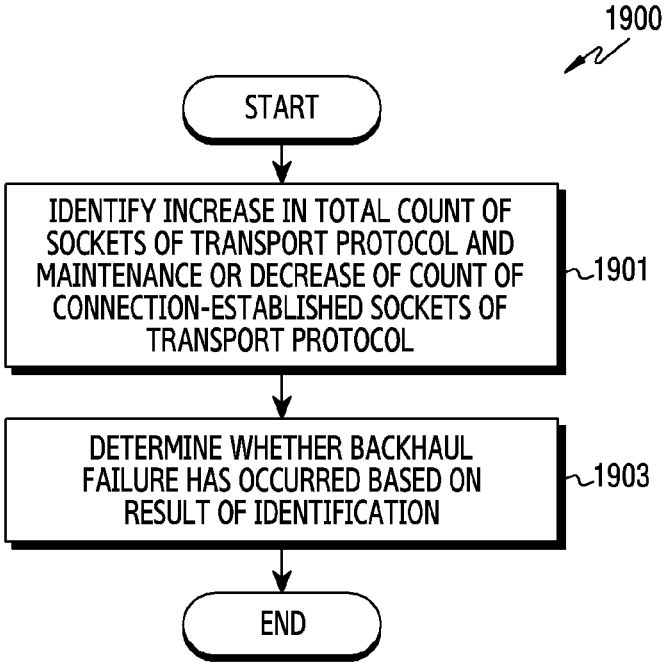 1900
START
IDENTIFY INCREASE IN TOTAL COUNT OF
SOCKETS OF TRANSPORT PROTOCOL AND
MAINTENANCE OR DECREASE OF COUNT OF
CONNECTION-ESTABLISHED SOCKETS OF
TRANSPORT PROTOCOL
1901
DETERMINE WHETHER BACKHAUL
FAILURE HAS OCCURRED BASED ON
RESULT OF IDENTIFICATION
1903
END